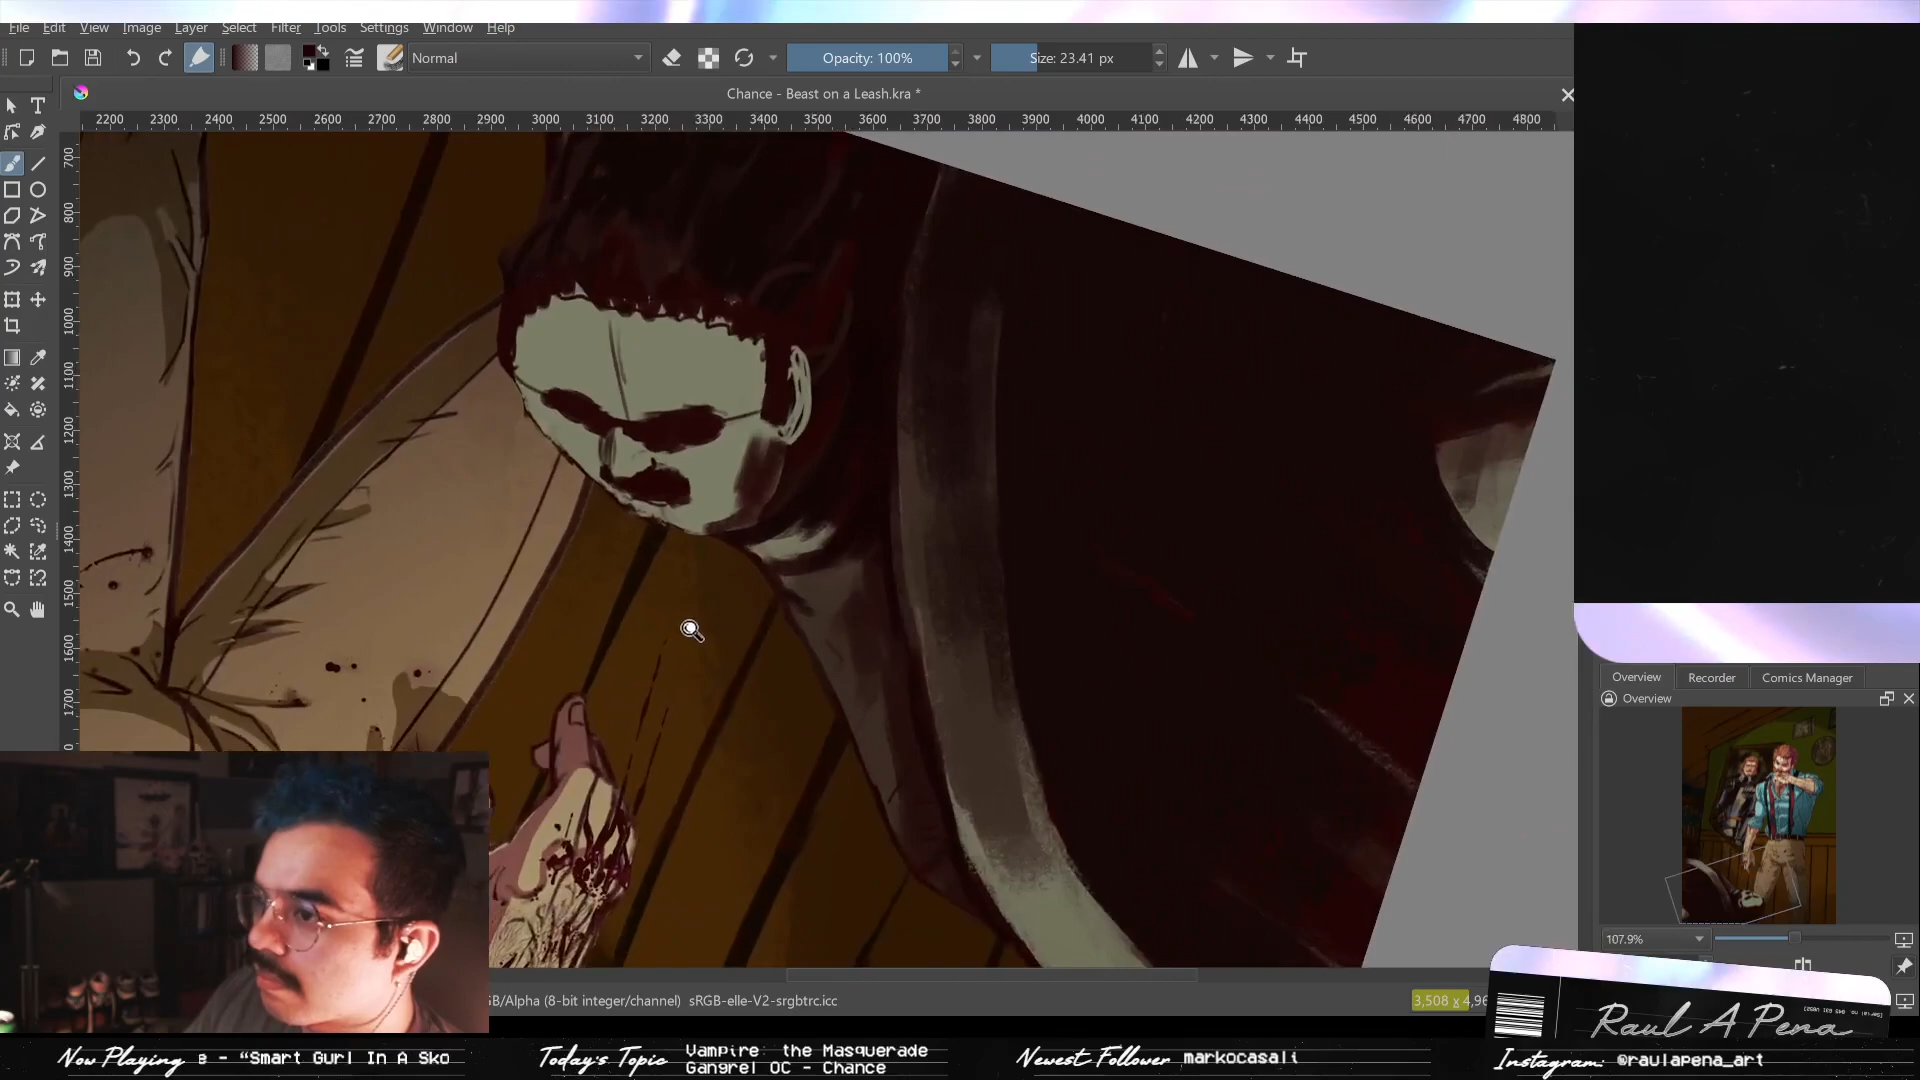 File Edit View Image Layer Select Filter Tools Settings Window Help
Normal
Opacity: 100%
Size: 23.41 px
Chance - Beast on a Leash.kra *
2200 2300 2400 2500 2600 2700 2800 2900 3000 3100 3200 3300 3400 3500 3600 3700 3800 3900 4000 4100 4200 4300 4400 4500 4600 4700 4800
700
800
900
1000
1100
1200
1300
1400
1500
1600
1700
Overview Recorder Comics Manager
Overview
107.9%
GB/Alpha (8-bit integer/channel) sRGB-elle-V2-srgbtrc.icc
3,508 x 4,96
Raul A Pena
Now Playing e - "Smart Gurl In A Sko
Today's Topic Vampire: the Masquerade
Gangrel OC - Chance
Newest Follower markocasali
Instagram: @raulapena_art